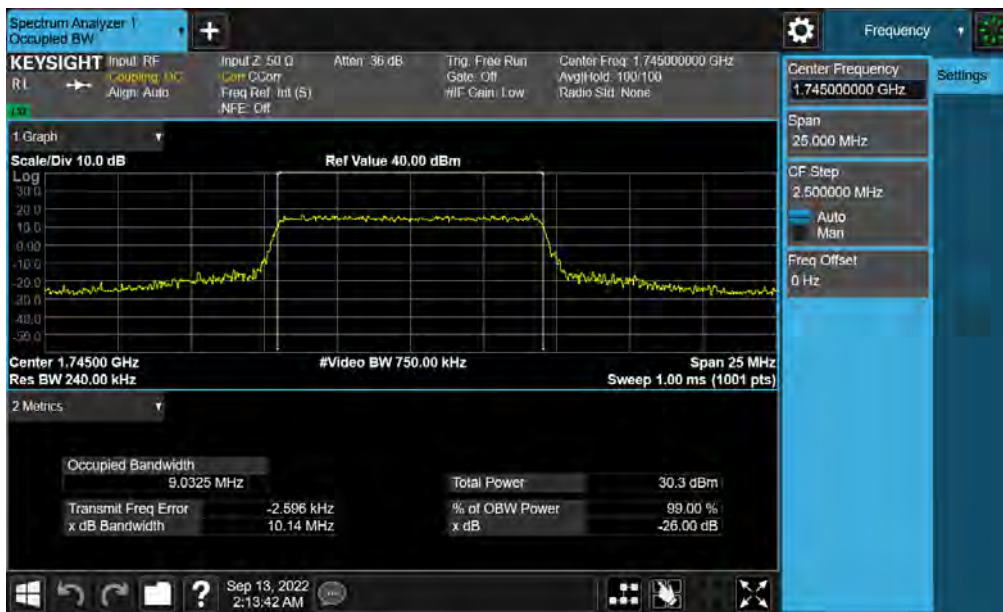 Spectrum Analyzer 1
Occupied BW
+
Frequency
KEYSIGHT
RL
Input: RF
Coupling: DC
Align: Auto
Input Z: 50 Ω
Corr CCorr
Freq Ref: Int (S)
NFE: Off
Atten: 36 dB
Trig: Free Run
Gate: Off
#IF Gain: Low
Center Freq: 1.745000000 GHz
Avg|Hold: 100/100
Radio Std: None
1 Graph
Scale/Div 10.0 dB
Ref Value 40.00 dBm
Log
30.0
20.0
10.0
0.00
-10.0
-20.0
-30.0
-40.0
-50.0
Center 1.74500 GHz
#Video BW 750.00 kHz
Span 25 MHz
Res BW 240.00 kHz
Sweep 1.00 ms (1001 pts)
2 Metrics
Occupied Bandwidth
9.0325 MHz
Total Power
30.3 dBm
Transmit Freq Error
-2.596 kHz
% of OBW Power
99.00 %
x dB Bandwidth
10.14 MHz
x dB
-26.00 dB
Center Frequency
1.745000000 GHz
Settings
Span
25.000 MHz
CF Step
2.500000 MHz
Auto
Man
Freq Offset
0 Hz
?
Sep 13, 2022
2:13:42 AM